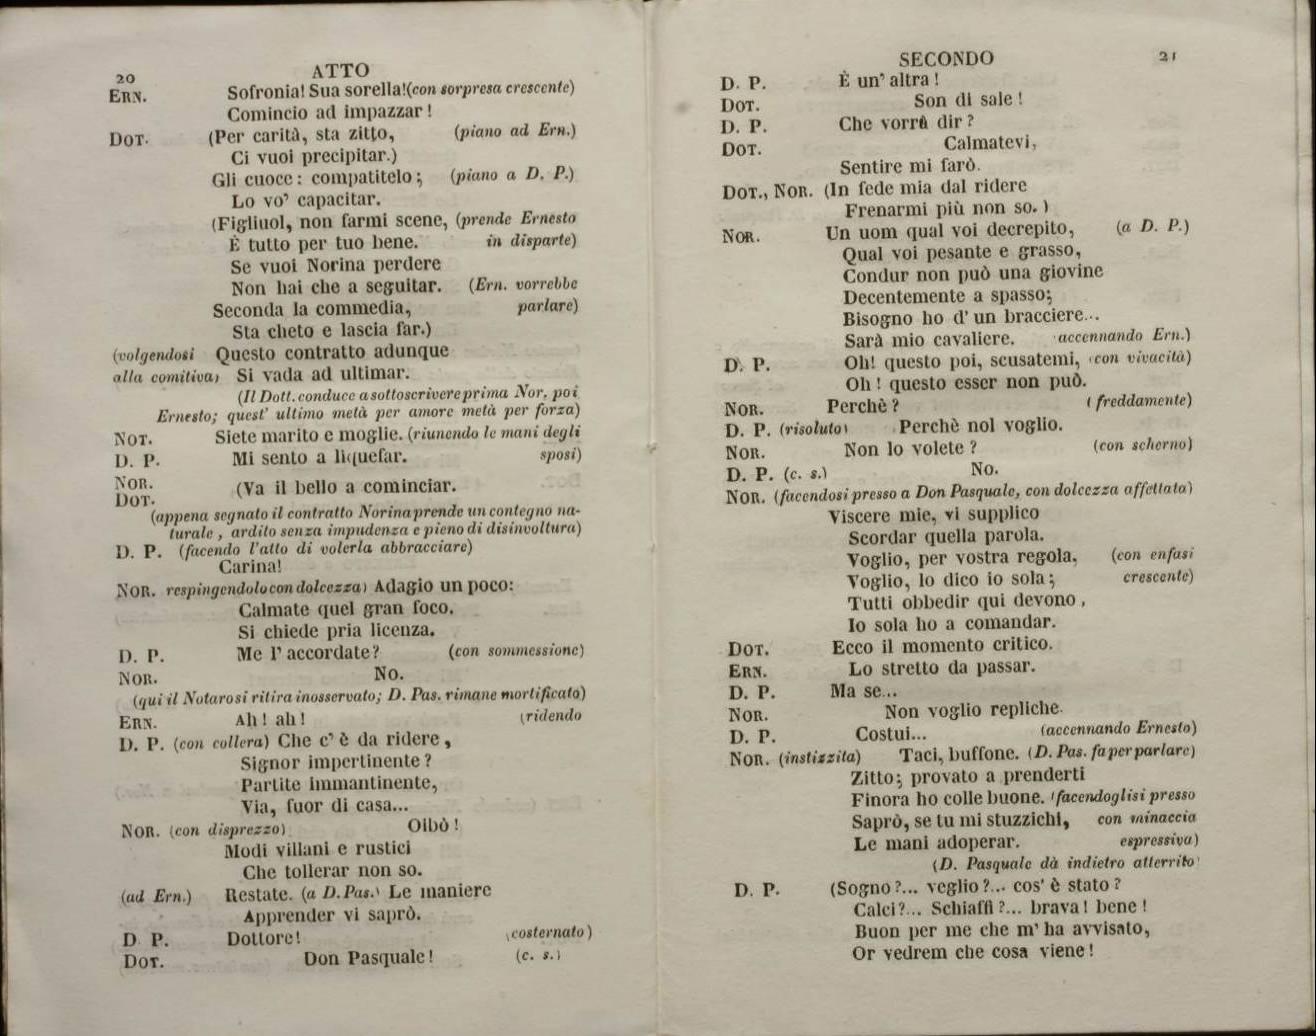 20 ATTO
ERN. Sofronia! Sua sorella! (con sorpresa crescente)
Comincio ad impazzar!
DOT. (Per carità, sta zitto, (piano ad Ern.)
Ci vuoi precipitar.)
Gli cuoce: compatitelo; (piano a D. P.)
Lo vo' capacitar.
(Figliuol, non farmi scene, (prende Ernesto
È tutto per tuo bene. in disparte)
Se vuoi Norina perdere
Non hai che a seguitar. (Ern. vorrebbe
Seconda la commedia, parlare)
Sta cheto e lascia far.)
(volgendosi Questo contratto adunque
alla comitiva) Si vada ad ultimar.
(Il Dott. conduce a sottoscrivere prima Nor. poi
Ernesto; quest' ultimo metà per amore metà per forza)
NOT. Siete marito e moglie. (riunendo le mani degli
D. P. Mi sento a liquefar. sposi)
NOR.
DOT. (Va il bello a cominciar.
(appena segnato il contratto Norina prende un contegno na-
turale, ardito senza impudenza e pieno di disinvoltura)
D. P. (facendo l'atto di volerla abbracciare)
Carina!
NOR. respingendolo con dolcezza) Adagio un poco:
Calmate quel gran foco.
Si chiede pria licenza.
D. P. Me l' accordate? (con sommessione)
NOR. No.
(qui il Notaro si ritira inosservato; D. Pas. rimane mortificato)
ERN. Ah! ah! (ridendo
D. P. (con collera) Che c' è da ridere,
Signor impertinente?
Partite immantinente,
Via, fuor di casa...
NOR. (con disprezzo) Oibò!
Modi villani e rustici
Che tollerar non so.
(ad Ern.) Restate. (a D. Pas.) Le maniere
Apprender vi saprò.
D P. Dottore! (costernato)
DOT. Don Pasquale! (c. s.)
SECONDO 21
D. P. È un' altra!
DOT. Son di sale!
D. P. Che vorrà dir?
DOT. Calmatevi,
Sentire mi farò.
DOT., NOR. (In fede mia dal ridere
Frenarmi più non so.)
NOR. Un uom qual voi decrepito, (a D. P.)
Qual voi pesante e grasso,
Condur non può una giovine
Decentemente a spasso;
Bisogno ho d' un bracciere...
Sarà mio cavaliere. accennando Ern.)
D. P. Oh! questo poi, scusatemi, (con vivacità)
Oh! questo esser non può.
NOR. Perchè? (freddamente)
D. P. (risoluto) Perchè nol voglio.
NOR. Non lo volete? (con scherno)
D. P. (c. s.) No.
NOR. (facendosi presso a Don Pasquale, con dolcezza affettata)
Viscere mie, vi supplico
Scordar quella parola.
Voglio, per vostra regola, (con enfasi
Voglio, lo dico io sola; crescente)
Tutti obbedir qui devono,
Io sola ho a comandar.
DOT. Ecco il momento critico.
ERN. Lo stretto da passar.
D. P. Ma se...
NOR. Non voglio repliche.
D. P. Costui... (accennando Ernesto)
NOR. (instizzita) Taci, buffone. (D. Pas. fa per parlare)
Zitto; provato a prenderti
Finora ho colle buone. (facendoglisi presso
Saprò, se tu mi stuzzichi, con minaccia
Le mani adoperar. espressiva)
(D. Pasquale dà indietro atterrito)
D. P. (Sogno?... veglio?... cos' è stato?
Calci?... Schiaffi?... brava! bene!
Buon per me che m' ha avvisato,
Or vedrem che cosa viene!